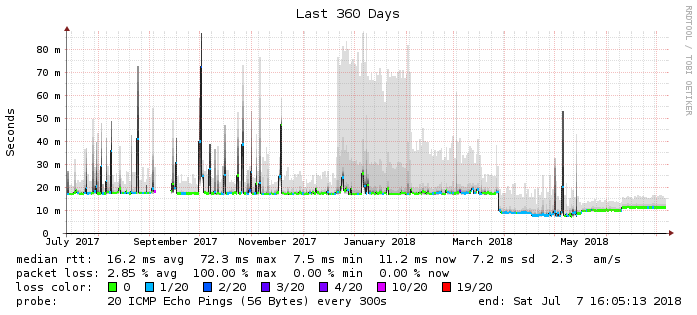 Last 360 Days
RRDTOOL / TOBI OETIKER
Seconds
80 m
70 m
60 m
50 m
40 m
30 m
20 m
10 m
0
July 2017 September 2017 November 2017 January 2018 March 2018 May 2018
median rtt: 16.2 ms avg 72.3 ms max 7.5 ms min 11.2 ms now 7.2 ms sd 2.3 am/s
packet loss: 2.85 % avg 100.00 % max 0.00 % min 0.00 % now
loss color: 0 1/20 2/20 3/20 4/20 10/20 19/20
probe: 20 ICMP Echo Pings (56 Bytes) every 300s end: Sat Jul 7 16:05:13 2018